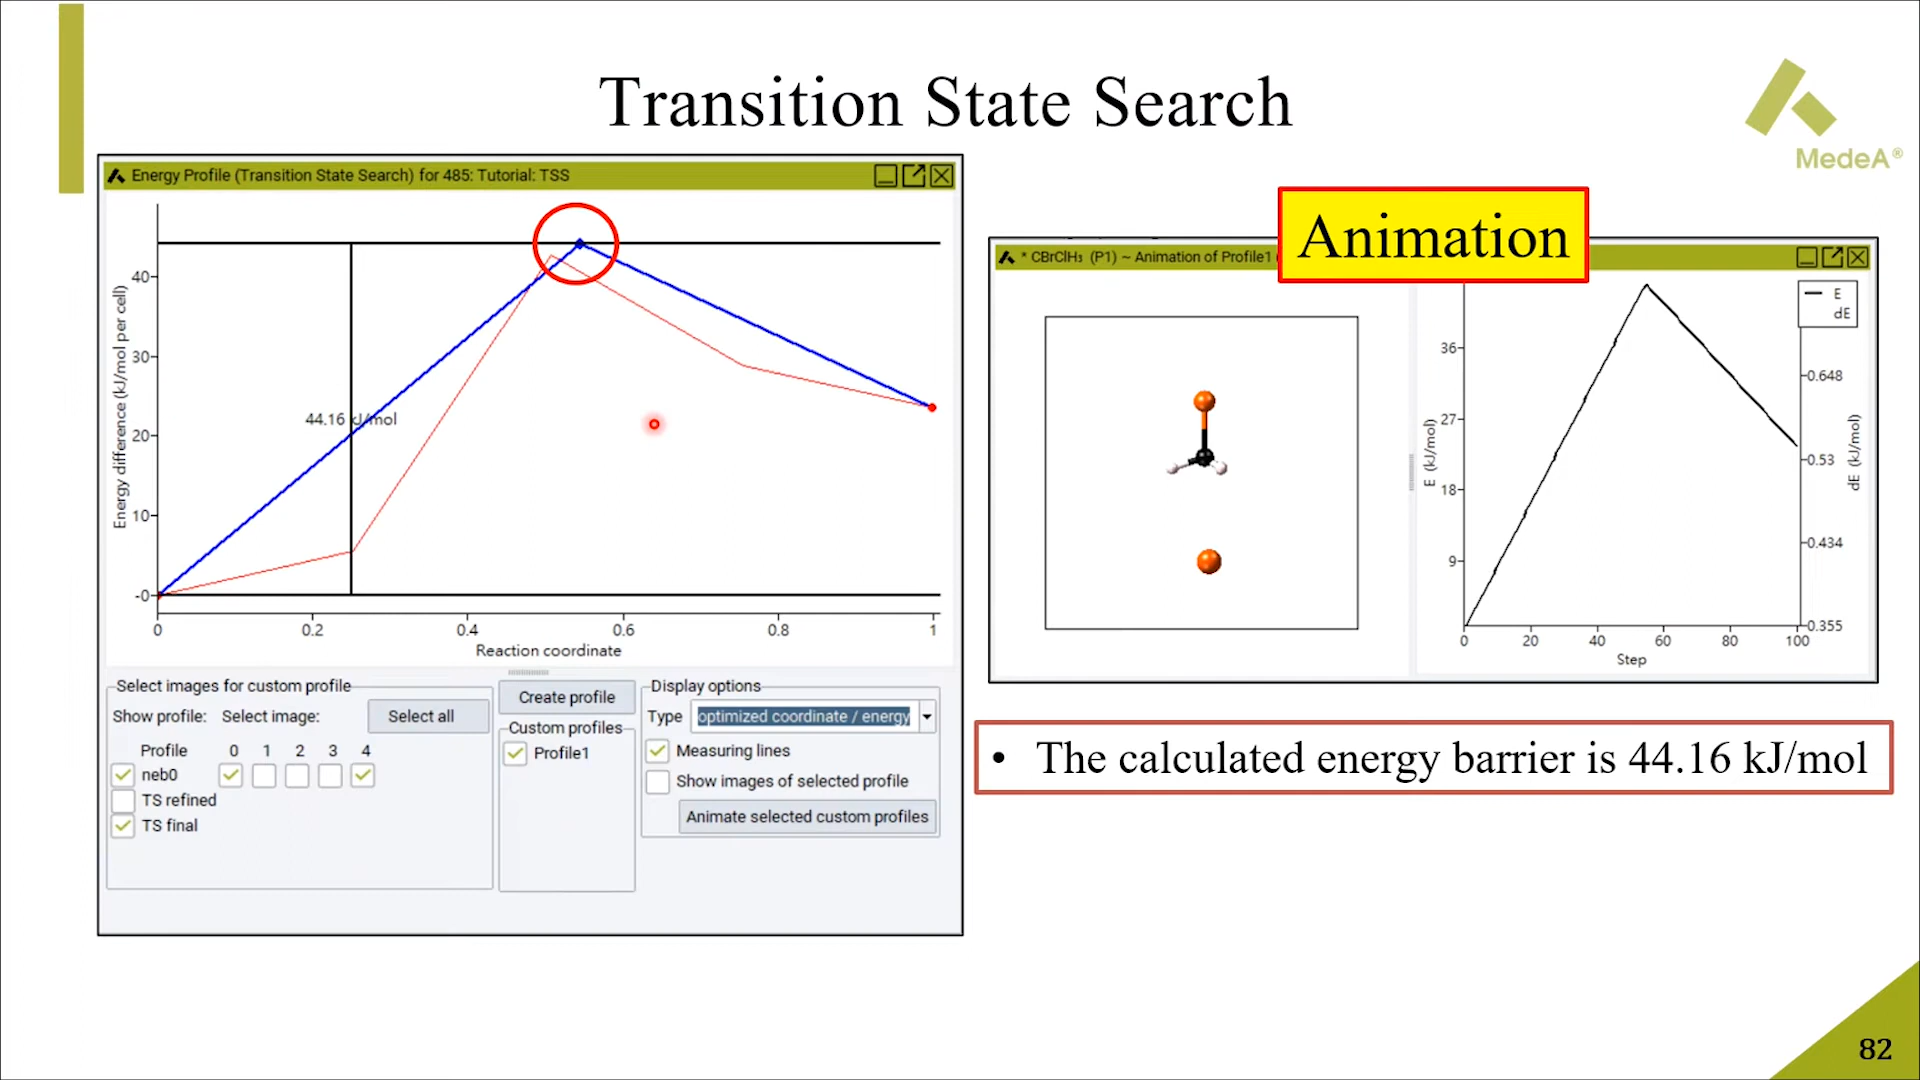 Transition State Search
MedeA®
Energy Profile (Transition State Search) for 485: Tutorial: TSS
Energy difference (kJ/mol per cell)
40
30
20
10
-0
44.16 kJ/mol
0 0.2 0.4 0.6 0.8 1
Reaction coordinate
Select images for custom profile
Show profile: Select image: Select all
Profile 0 1 2 3 4
neb0
TS refined
TS final
Create profile
Custom profiles
Profile1
Display options
Type optimized coordinate / energy
Measuring lines
Show images of selected profile
Animate selected custom profiles
Animation
* CBrClH₃ (P1) ~ Animation of Profile1
E
dE
E (kJ/mol)
36
27
18
9
0.648
0.53
0.434
0.355
dE (kJ/mol)
0 20 40 60 80 100
Step
• The calculated energy barrier is 44.16 kJ/mol
82